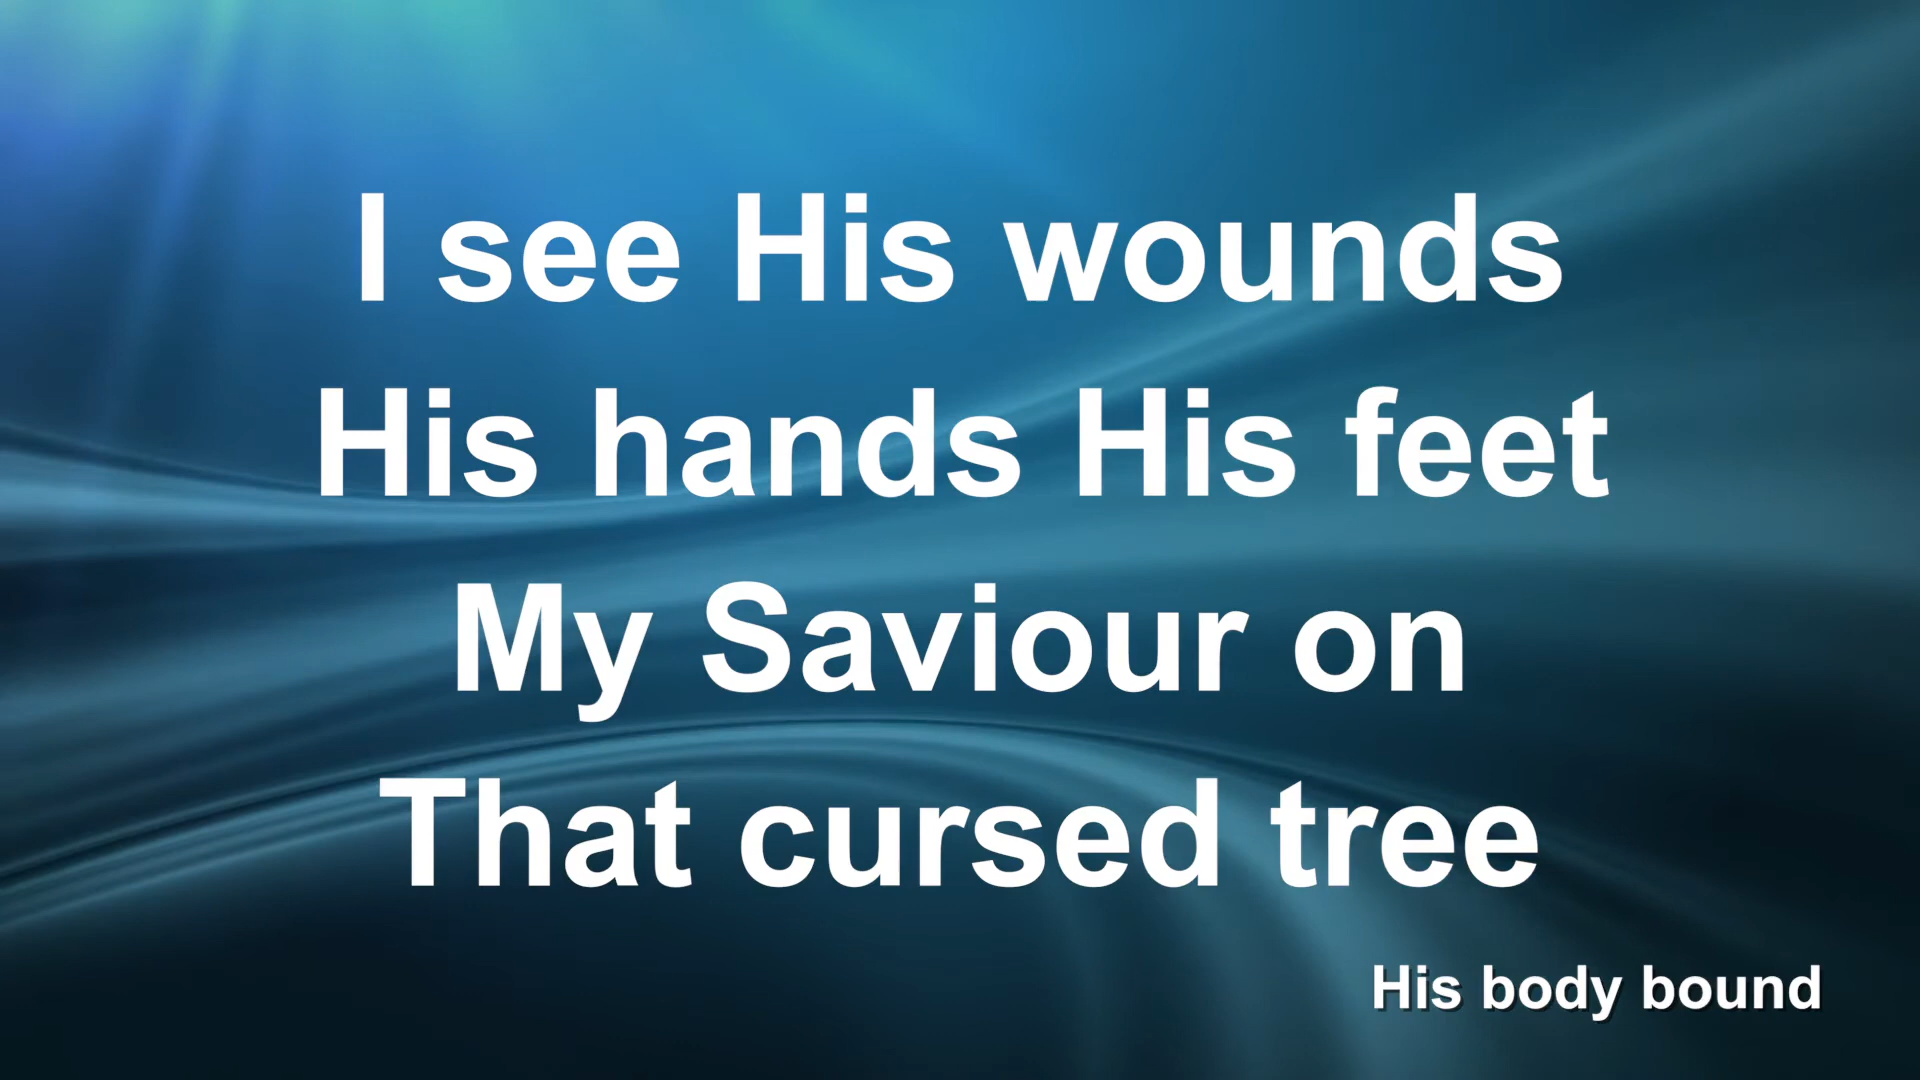 I see His wounds
His hands His feet
My Saviour on
That cursed tree
His body bound